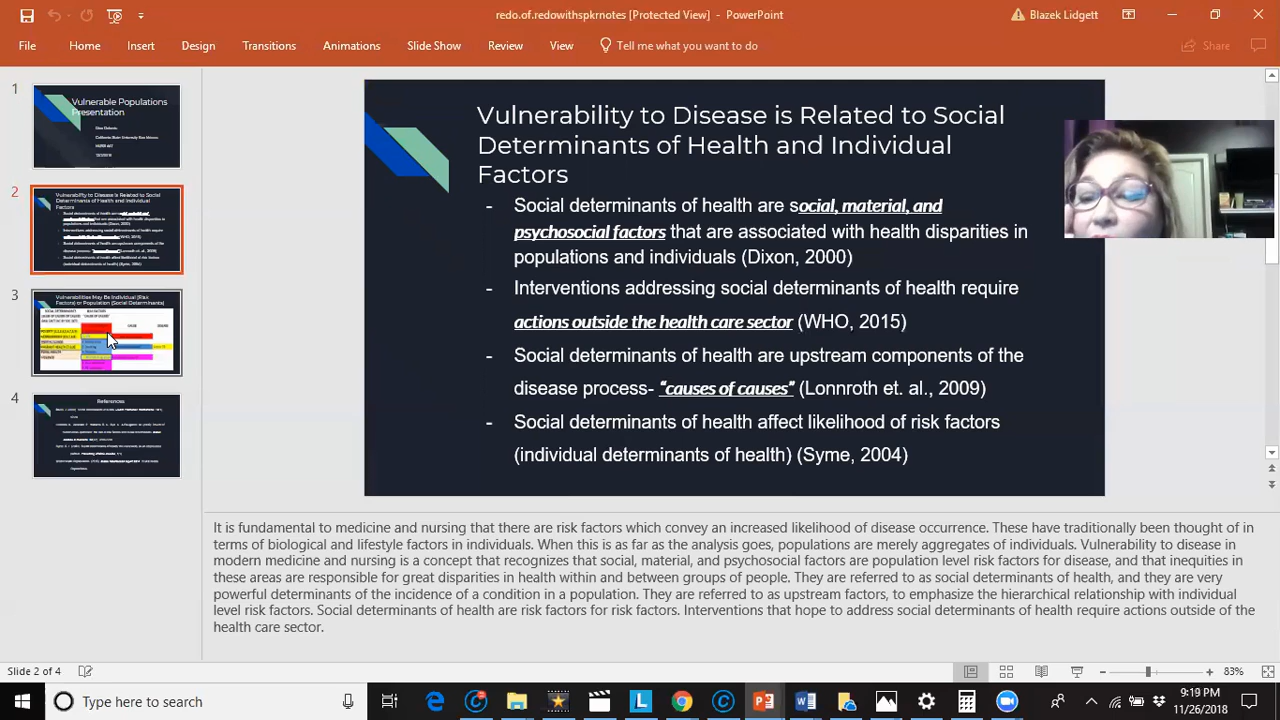 redo.of.redowithspkrnotes [Protected View] - PowerPoint
Blazek Lidgett
File Home Insert Design Transitions Animations Slide Show Review View Tell me what you want to do Share
1
Vulnerable Populations
Presentation
2
Vulnerability to Disease is Related to Social
Determinants of Health and Individual
Factors
3
Vulnerabilities May Be Individual (Risk
Factors) or Population (Social Determinants)
4
References
Vulnerability to Disease is Related to Social
Determinants of Health and Individual
Factors
- Social determinants of health are social, material, and
psychosocial factors that are associated with health disparities in
populations and individuals (Dixon, 2000)
- Interventions addressing social determinants of health require
actions outside the health care (WHO, 2015)
- Social determinants of health are upstream components of the
disease process- “causes of causes” (Lonnroth et. al., 2009)
- Social determinants of health affect likelihood of risk factors
(individual determinants of health) (Syme, 2004)
It is fundamental to medicine and nursing that there are risk factors which convey an increased likelihood of disease occurrence. These have traditionally been thought of in
terms of biological and lifestyle factors in individuals. When this is as far as the analysis goes, populations are merely aggregates of individuals. Vulnerability to disease in
modern medicine and nursing is a concept that recognizes that social, material, and psychosocial factors are population level risk factors for disease, and that inequities in
these areas are responsible for great disparities in health within and between groups of people. They are referred to as social determinants of health, and they are very
powerful determinants of the incidence of a condition in a population. They are referred to as upstream factors, to emphasize the hierarchical relationship with individual
level risk factors. Social determinants of health are risk factors for risk factors. Interventions that hope to address social determinants of health require actions outside of the
health care sector.
Slide 2 of 4
83%
Type here to search
9:19 PM
11/26/2018